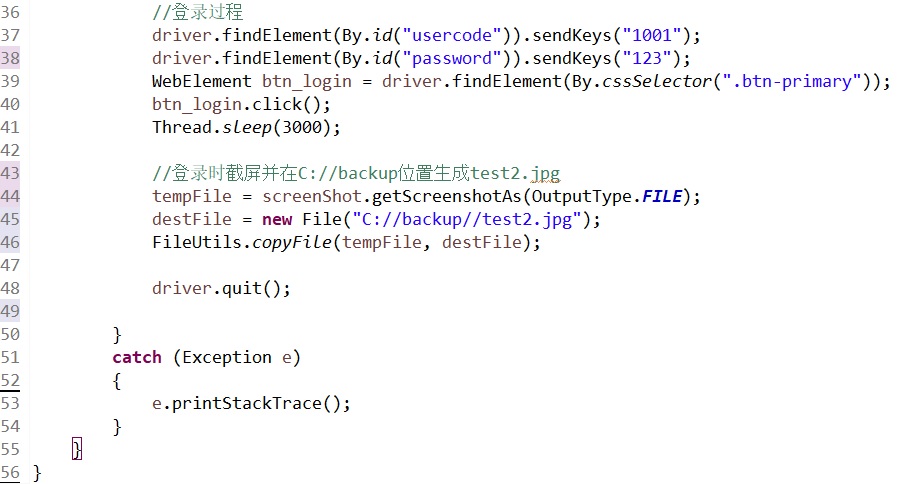 36 //登录过程
37 driver.findElement(By.id("usercode")).sendKeys("1001");
38 driver.findElement(By.id("password")).sendKeys("123");
39 WebElement btn_login = driver.findElement(By.cssSelector(".btn-primary"));
40 btn_login.click();
41 Thread.sleep(3000);
42
43 //登录时截屏并在C://backup位置生成test2.jpg
44 tempFile = screenShot.getScreenshotAs(OutputType.FILE);
45 destFile = new File("C://backup//test2.jpg");
46 FileUtils.copyFile(tempFile, destFile);
47
48 driver.quit();
49
50 }
51 catch (Exception e)
52 {
53 e.printStackTrace();
54 }
55 }
56 }